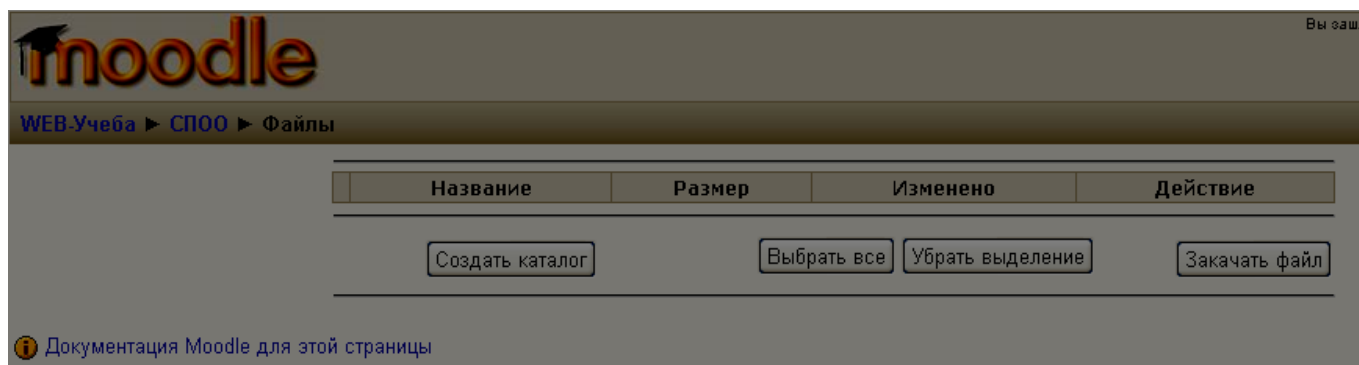 Вы заш
moodle
WEB-Учеба ► СПОО ► Файлы
Название Размер Изменено Действие
Создать каталог Выбрать все Убрать выделение Закачать файл
Документация Moodle для этой страницы